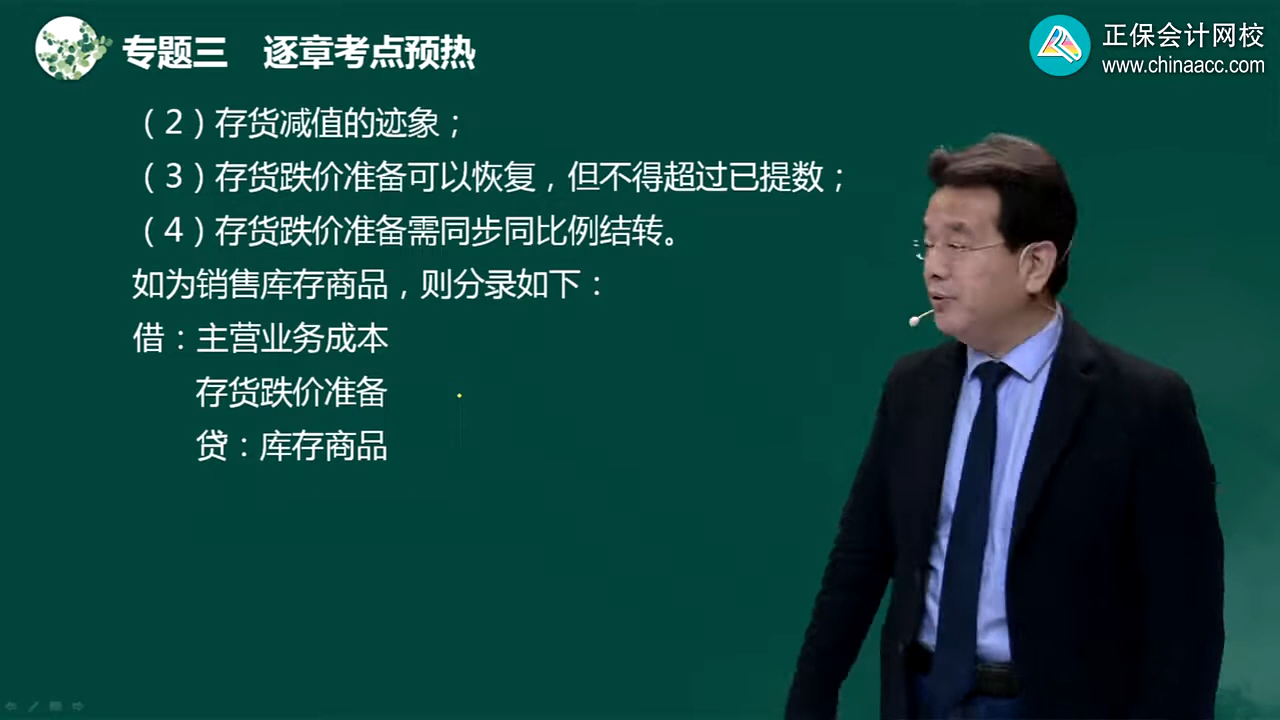 专题三 逐章考点预热
正保会计网校
www.chinaacc.com
（2）存货减值的迹象；
（3）存货跌价准备可以恢复，但不得超过已提数；
（4）存货跌价准备需同步同比例结转。
如为销售库存商品，则分录如下：
借：主营业务成本
存货跌价准备
贷：库存商品